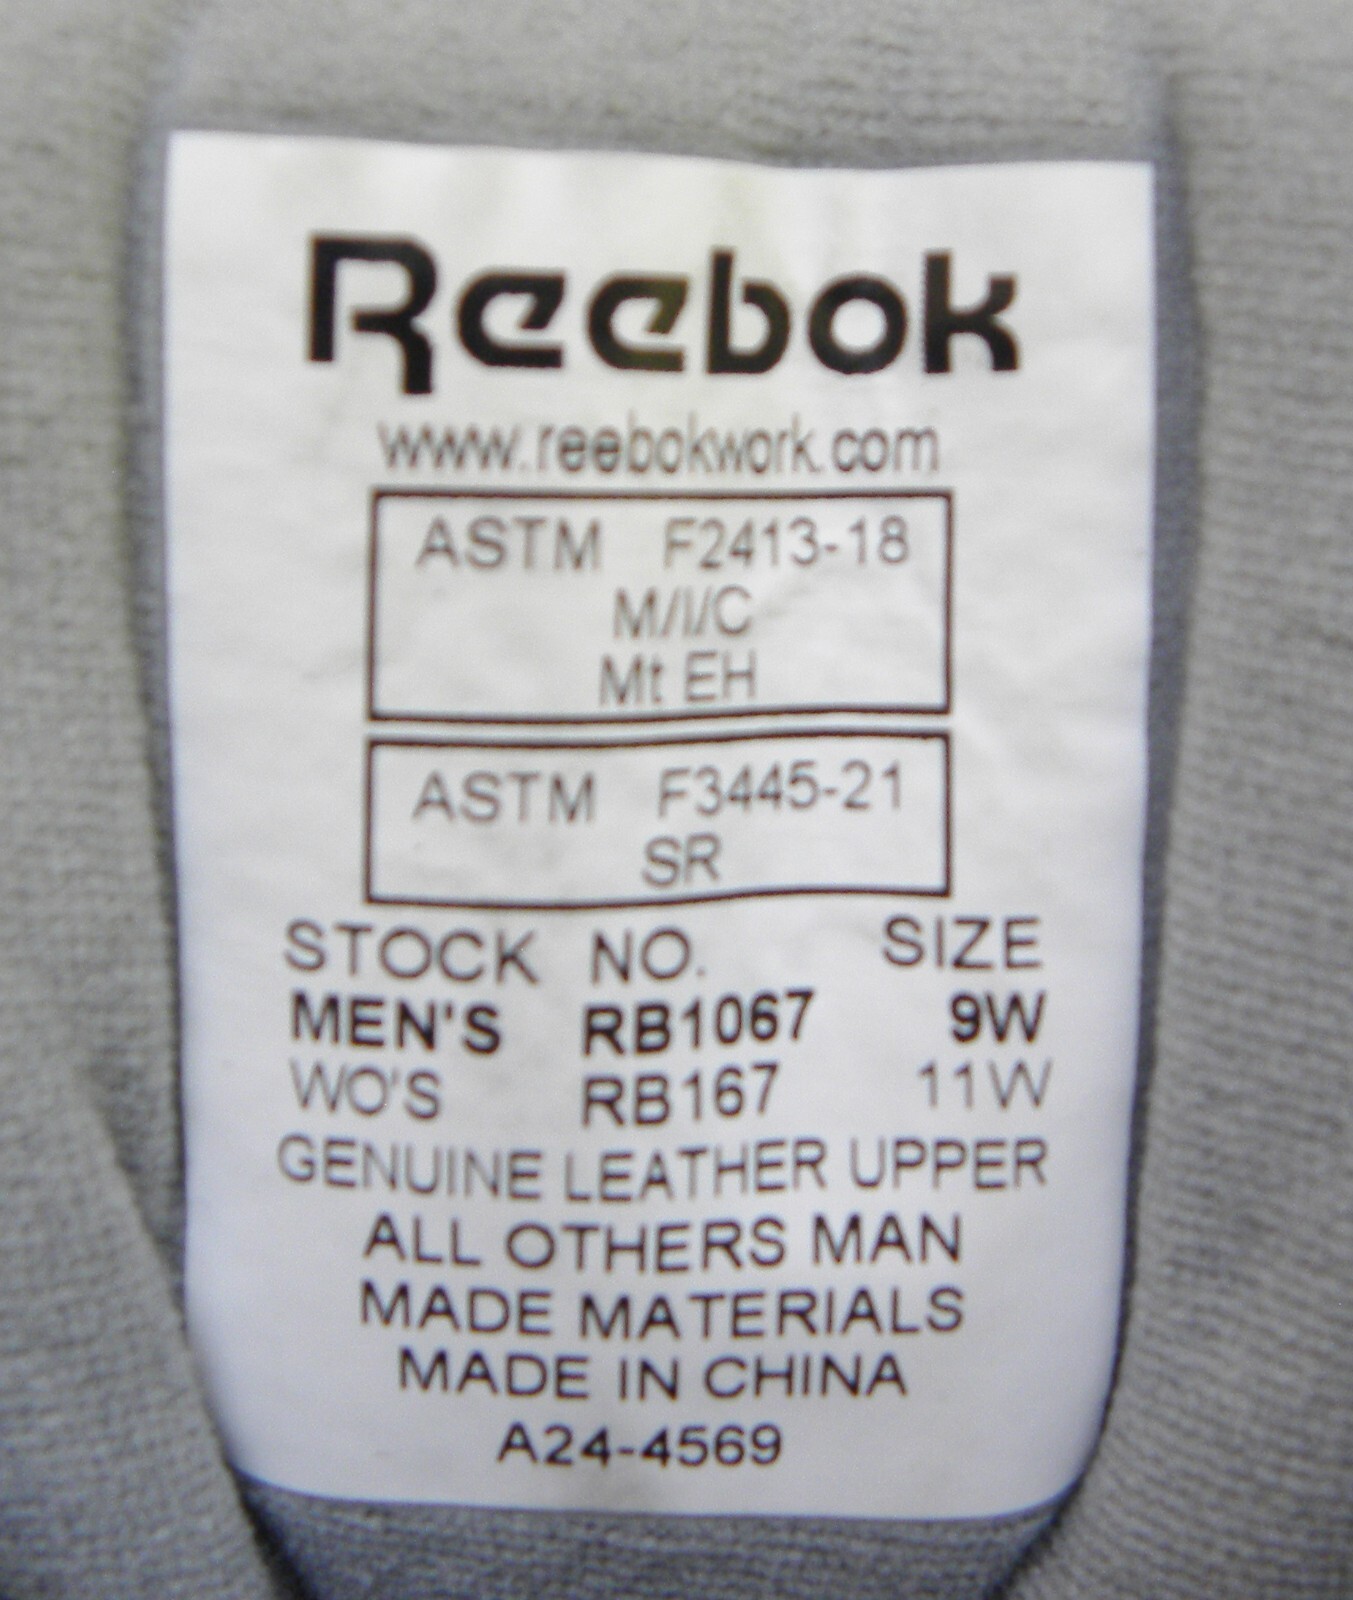 Reebok
www.reebokwork.com
ASTM F2413-18
M/I/C
Mt EH
ASTM F3445-21
SR
STOCK NO. SIZE
MEN'S RB1067 9W
WO'S RB167 11W
GENUINE LEATHER UPPER
ALL OTHERS MAN
MADE MATERIALS
MADE IN CHINA
A24-4569